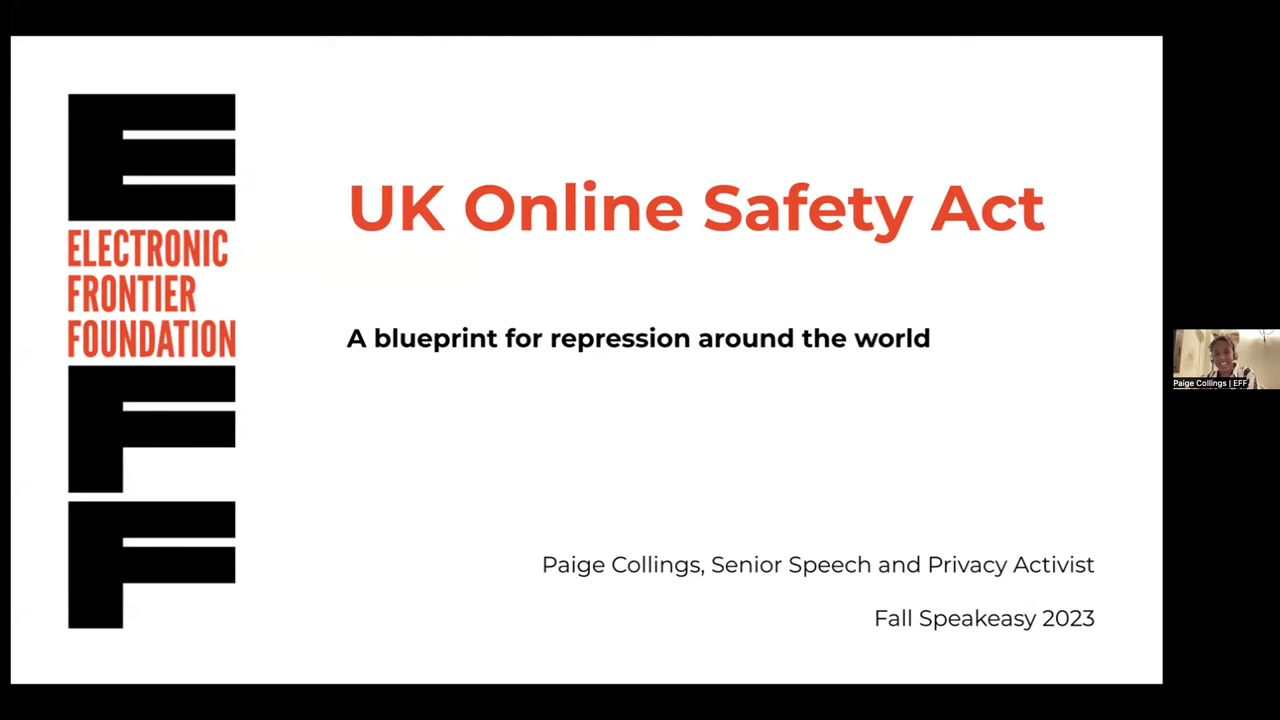 E
ELECTRONIC
FRONTIER
FOUNDATION
F
F
UK Online Safety Act
A blueprint for repression around the world
Paige Collings, Senior Speech and Privacy Activist
Fall Speakeasy 2023
Paige Collings | EFF